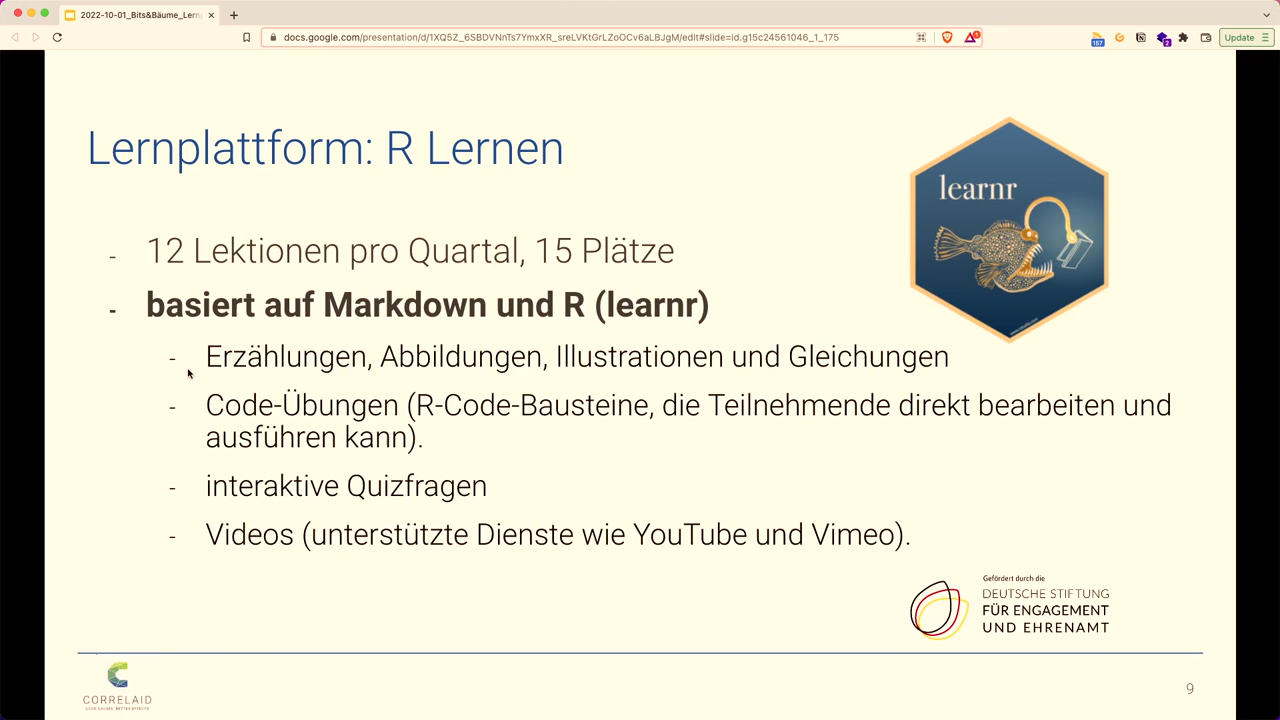 2022-10-01_Bits&Bäume_Lern
docs.google.com/presentation/d/1XQ5Z_6SBDVNnTs7YmxXR_sreLVKtGrLZoOCv6aLBJgM/edit#slide=id.g15c24561046_1_175
1
157
2
Update
Lernplattform: R Lernen
learnr
- 12 Lektionen pro Quartal, 15 Plätze
- basiert auf Markdown und R (learnr)
- Erzählungen, Abbildungen, Illustrationen und Gleichungen
- Code-Übungen (R-Code-Bausteine, die Teilnehmende direkt bearbeiten und
ausführen kann).
- interaktive Quizfragen
- Videos (unterstützte Dienste wie YouTube und Vimeo).
Gefördert durch die
DEUTSCHE STIFTUNG
FÜR ENGAGEMENT
UND EHRENAMT
CORRELAID
9